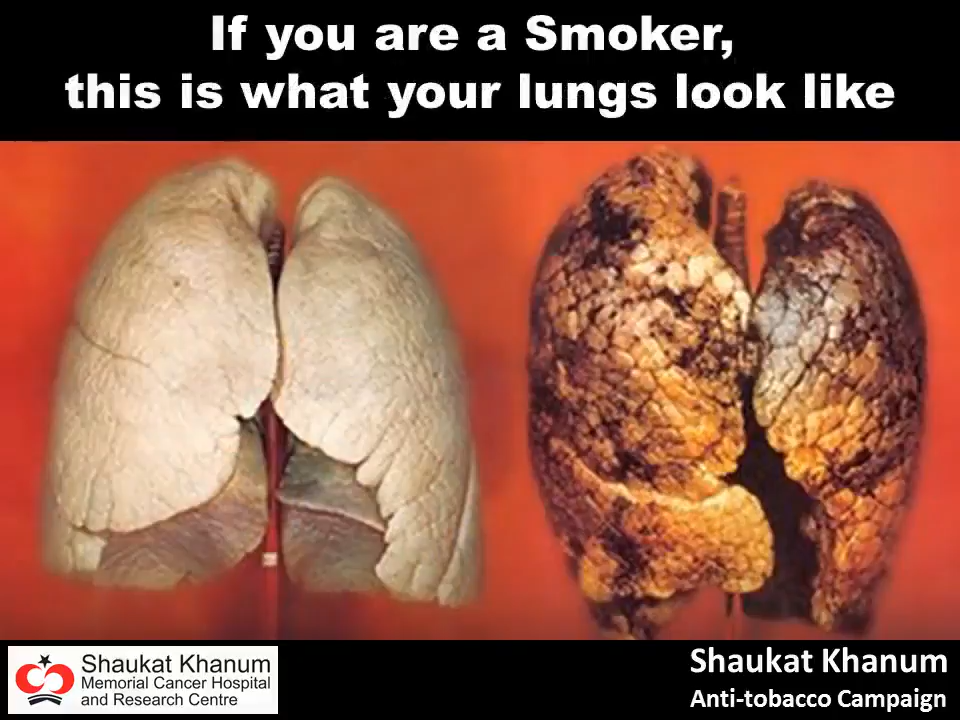 If you are a Smoker,
this is what your lungs look like
Shaukat Khanum
Memorial Cancer Hospital
and Research Centre
Shaukat Khanum
Anti-tobacco Campaign